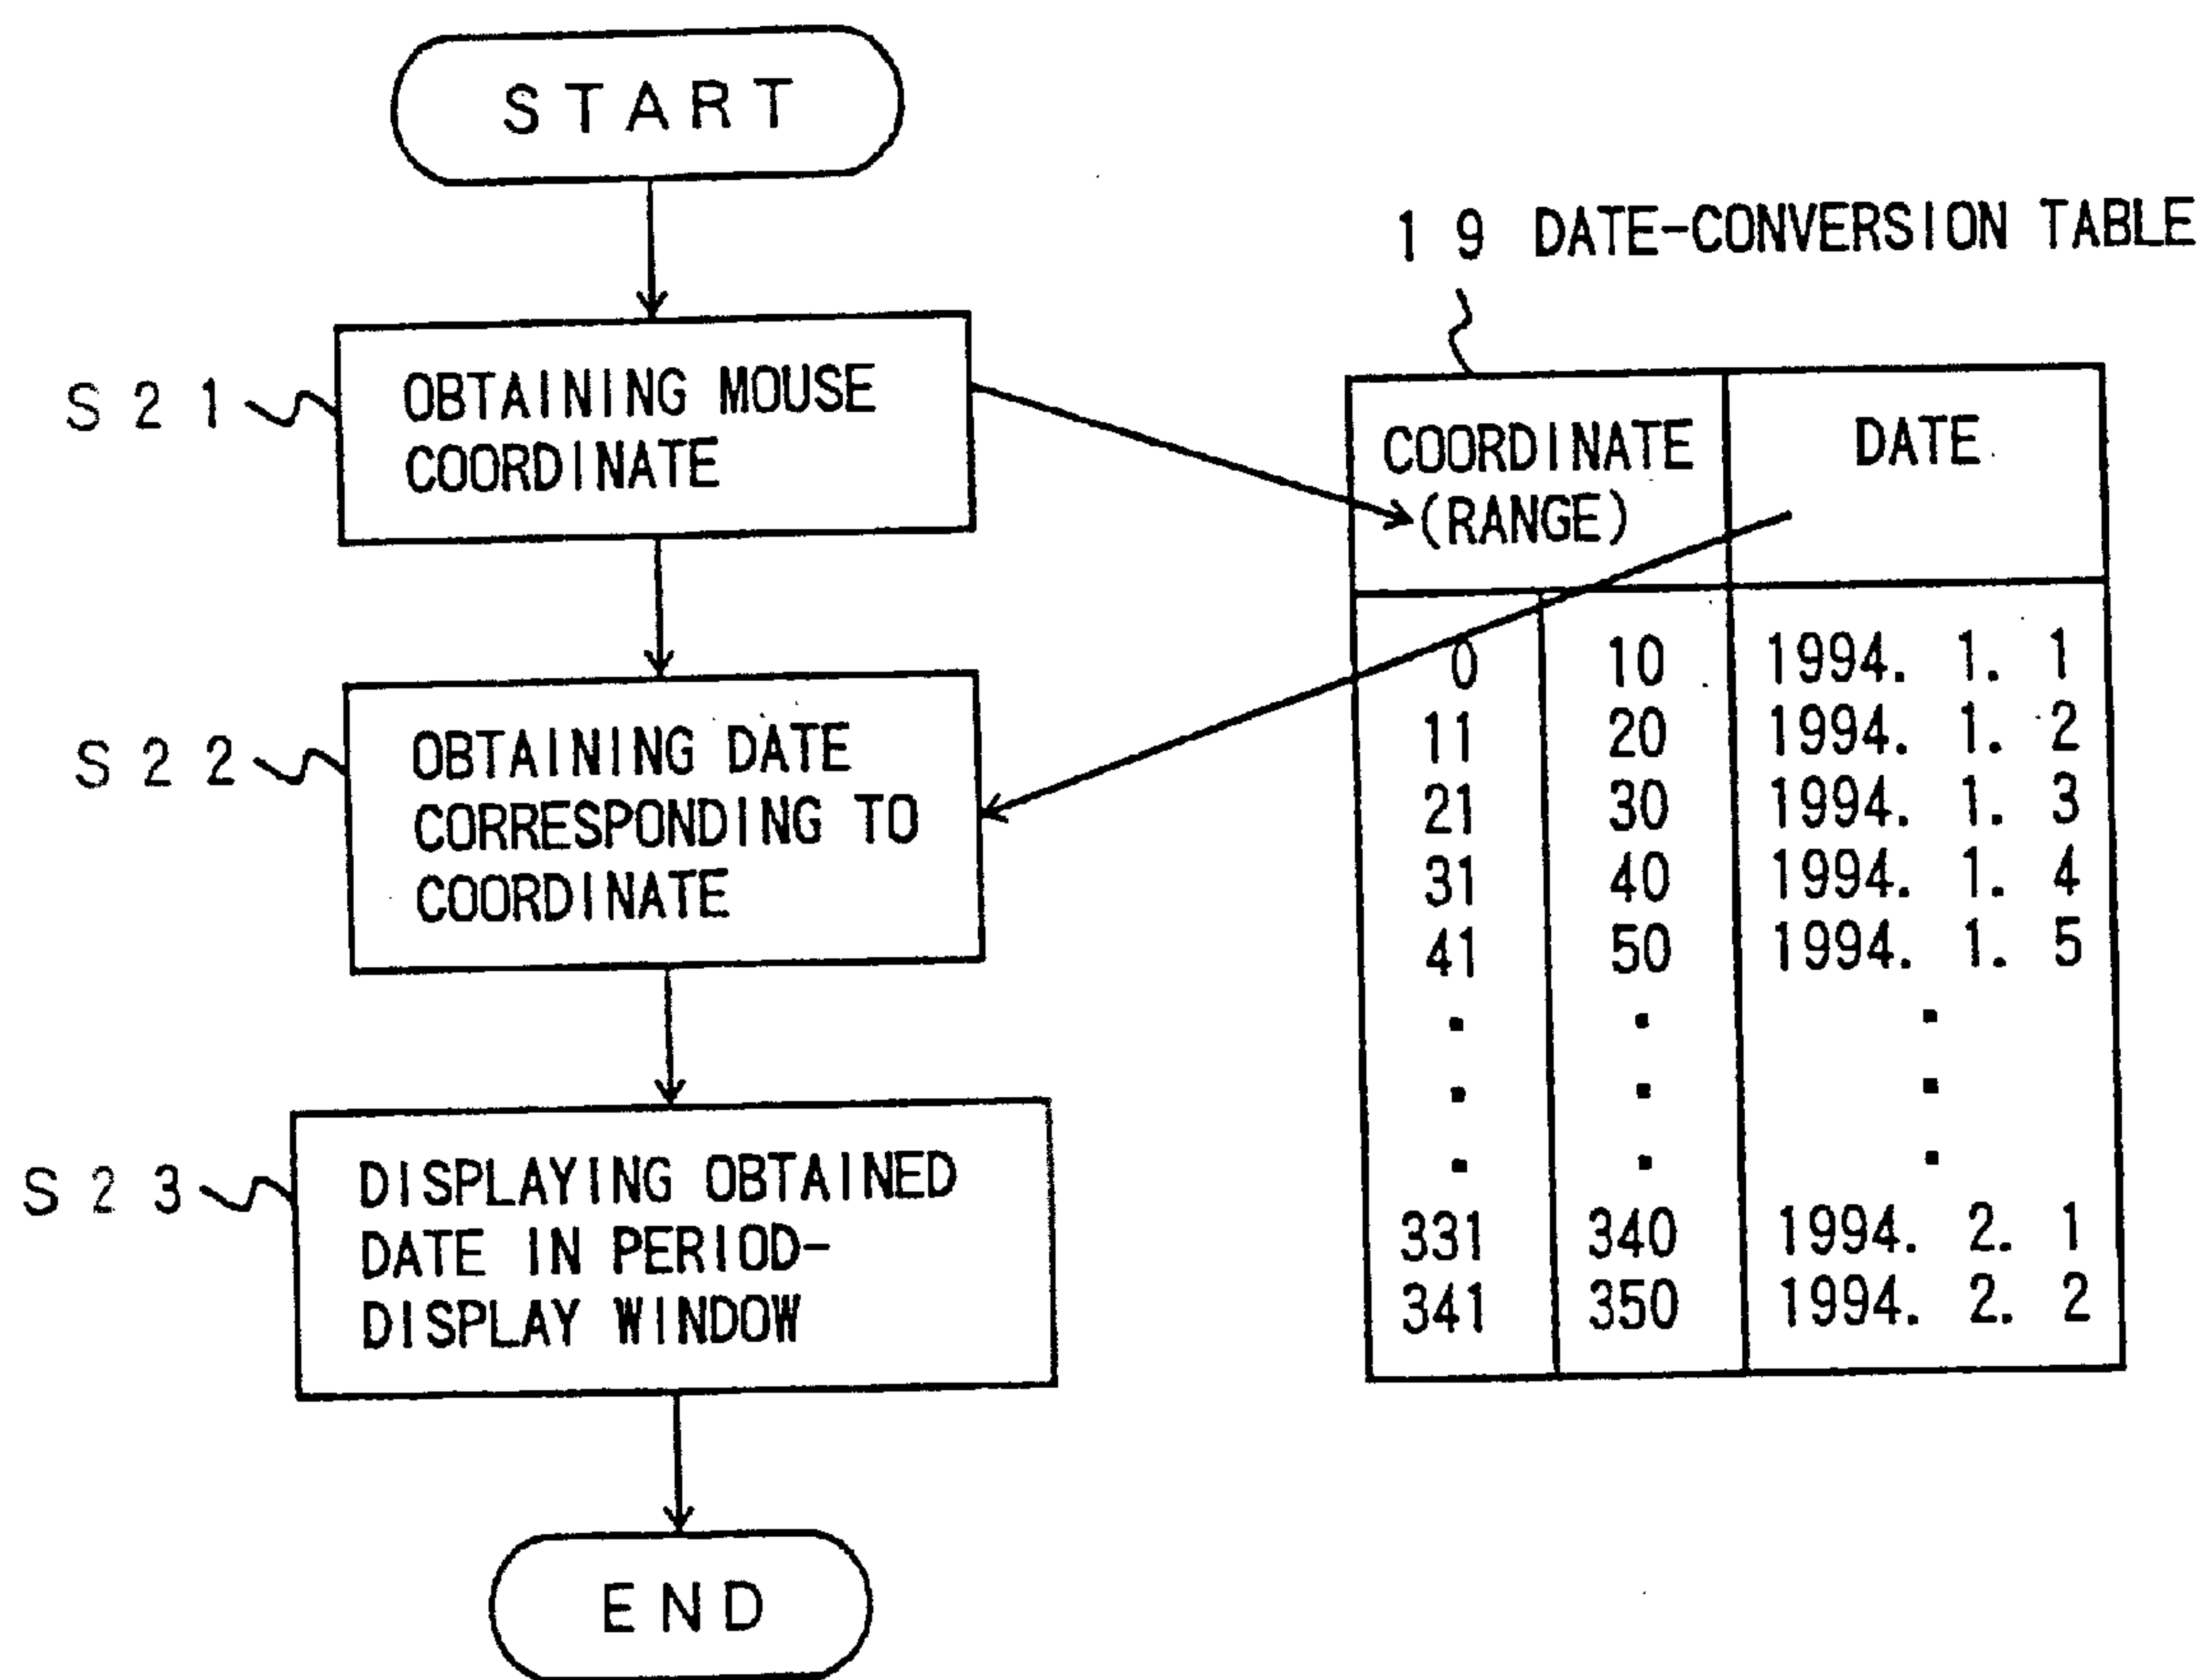 START
S21
OBTAINING MOUSE
COORDINATE
S22
OBTAINING DATE
CORRESPONDING TO
COORDINATE
S23
DISPLAYING OBTAINED
DATE IN PERIOD-
DISPLAY WINDOW
END
19 DATE-CONVERSION TABLE
COORDINATE DATE
(RANGE)
0 10 1994. 1. 1
11 20 1994. 1. 2
21 30 1994. 1. 3
31 40 1994. 1. 4
41 50 1994. 1. 5
. . .
. . .
. . .
331 340 1994. 2. 1
341 350 1994. 2. 2